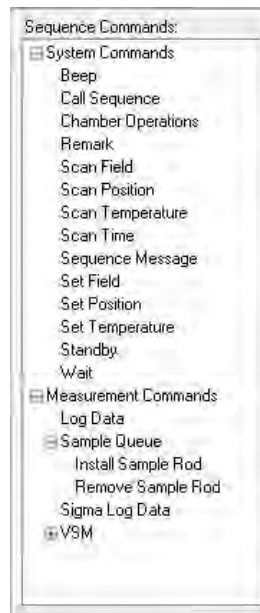 Sequence Commands:
System Commands
Beep
Call Sequence
Chamber Operations
Remark
Scan Field
Scan Position
Scan Temperature
Scan Time
Sequence Message
Set Field
Set Position
Set Temperature
Standby
Wait
Measurement Commands
Log Data
Sample Queue
Install Sample Rod
Remove Sample Rod
Sigma Log Data
VSM